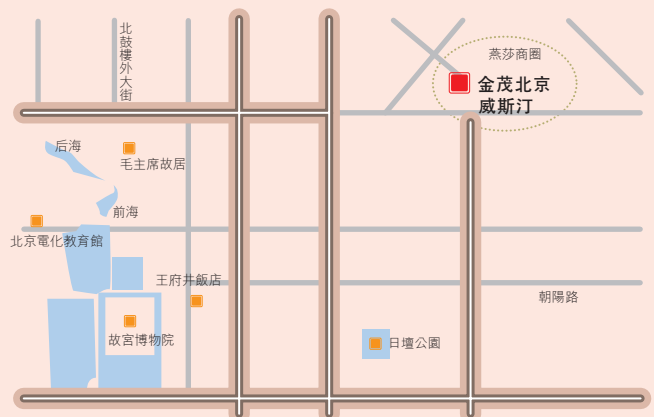 北鼓樓外大街
燕莎商圈
金茂北京
威斯汀
后海
毛主席故居
前海
北京電化教育館
王府井飯店
朝陽路
故宮博物院
日壇公園